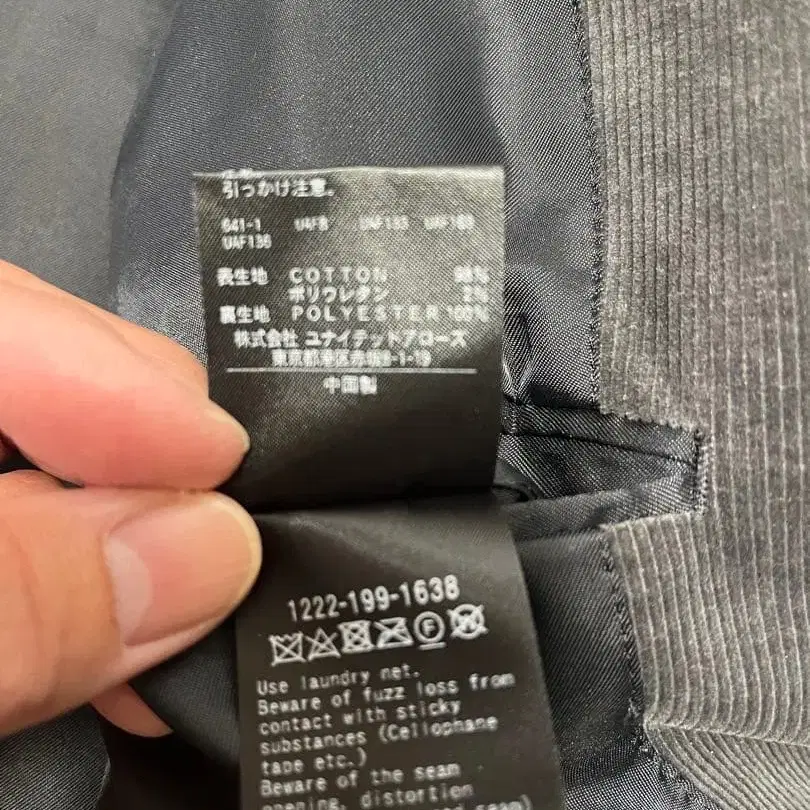 引っかけ注意。
641-1 UAF8 UAF135 UAF160
UAF136
表生地 COTTON 98%
ポリウレタン 2%
裏生地 POLYESTER 100%
株式会社 ユナイテッドアローズ
東京都港区赤坂8-1-19
中国製
1222-199-1638
F W
Use laundry net.
Beware of fuzz loss from
contact with sticky
substances (Cellophane
tape etc.)
Beware of the seam
opening, distortion
seam)